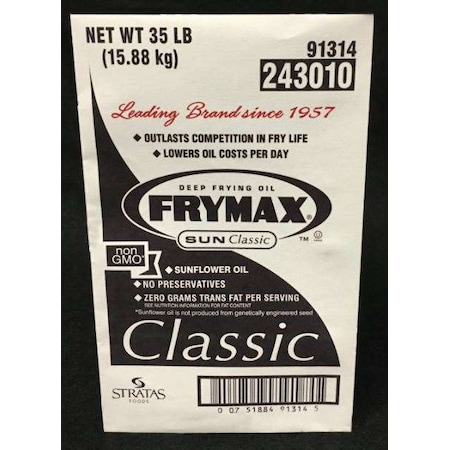 NET WT 35 LB
(15.88 kg)
91314
243010
Leading Brand since 1957
◆ OUTLASTS COMPETITION IN FRY LIFE
◆ LOWERS OIL COSTS PER DAY
DEEP FRYING OIL
FRYMAX®
SUN Classic ™
non
GMO*
◆ SUNFLOWER OIL
◆ NO PRESERVATIVES
◆ ZERO GRAMS TRANS FAT PER SERVING
SEE NUTRITION INFORMATION FOR FAT CONTENT
*Sunflower oil is not produced from genetically engineered seed
Classic
STRATAS
FOODS
0 07 51884 91314 5